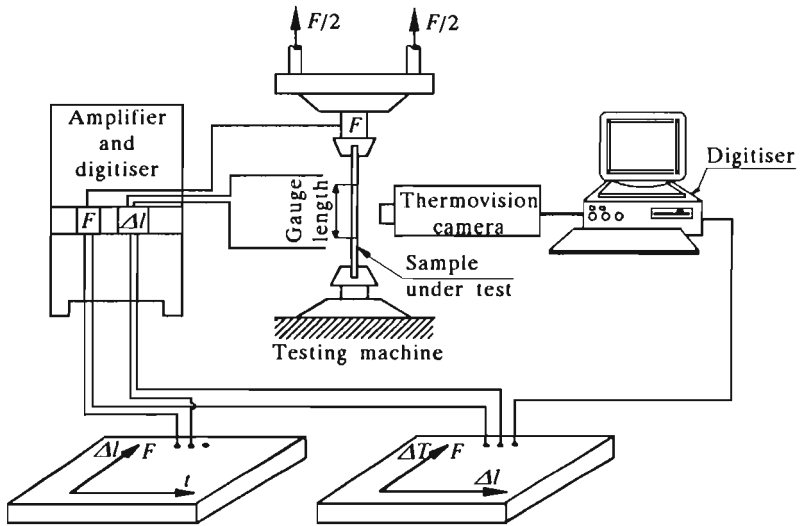 F/2
F/2
Amplifier
and
digitiser
F
F
Δl
Gauge
length
Thermovision
camera
Digitiser
Sample
under test
Testing machine
Δl
F
t
ΔT
F
Δl